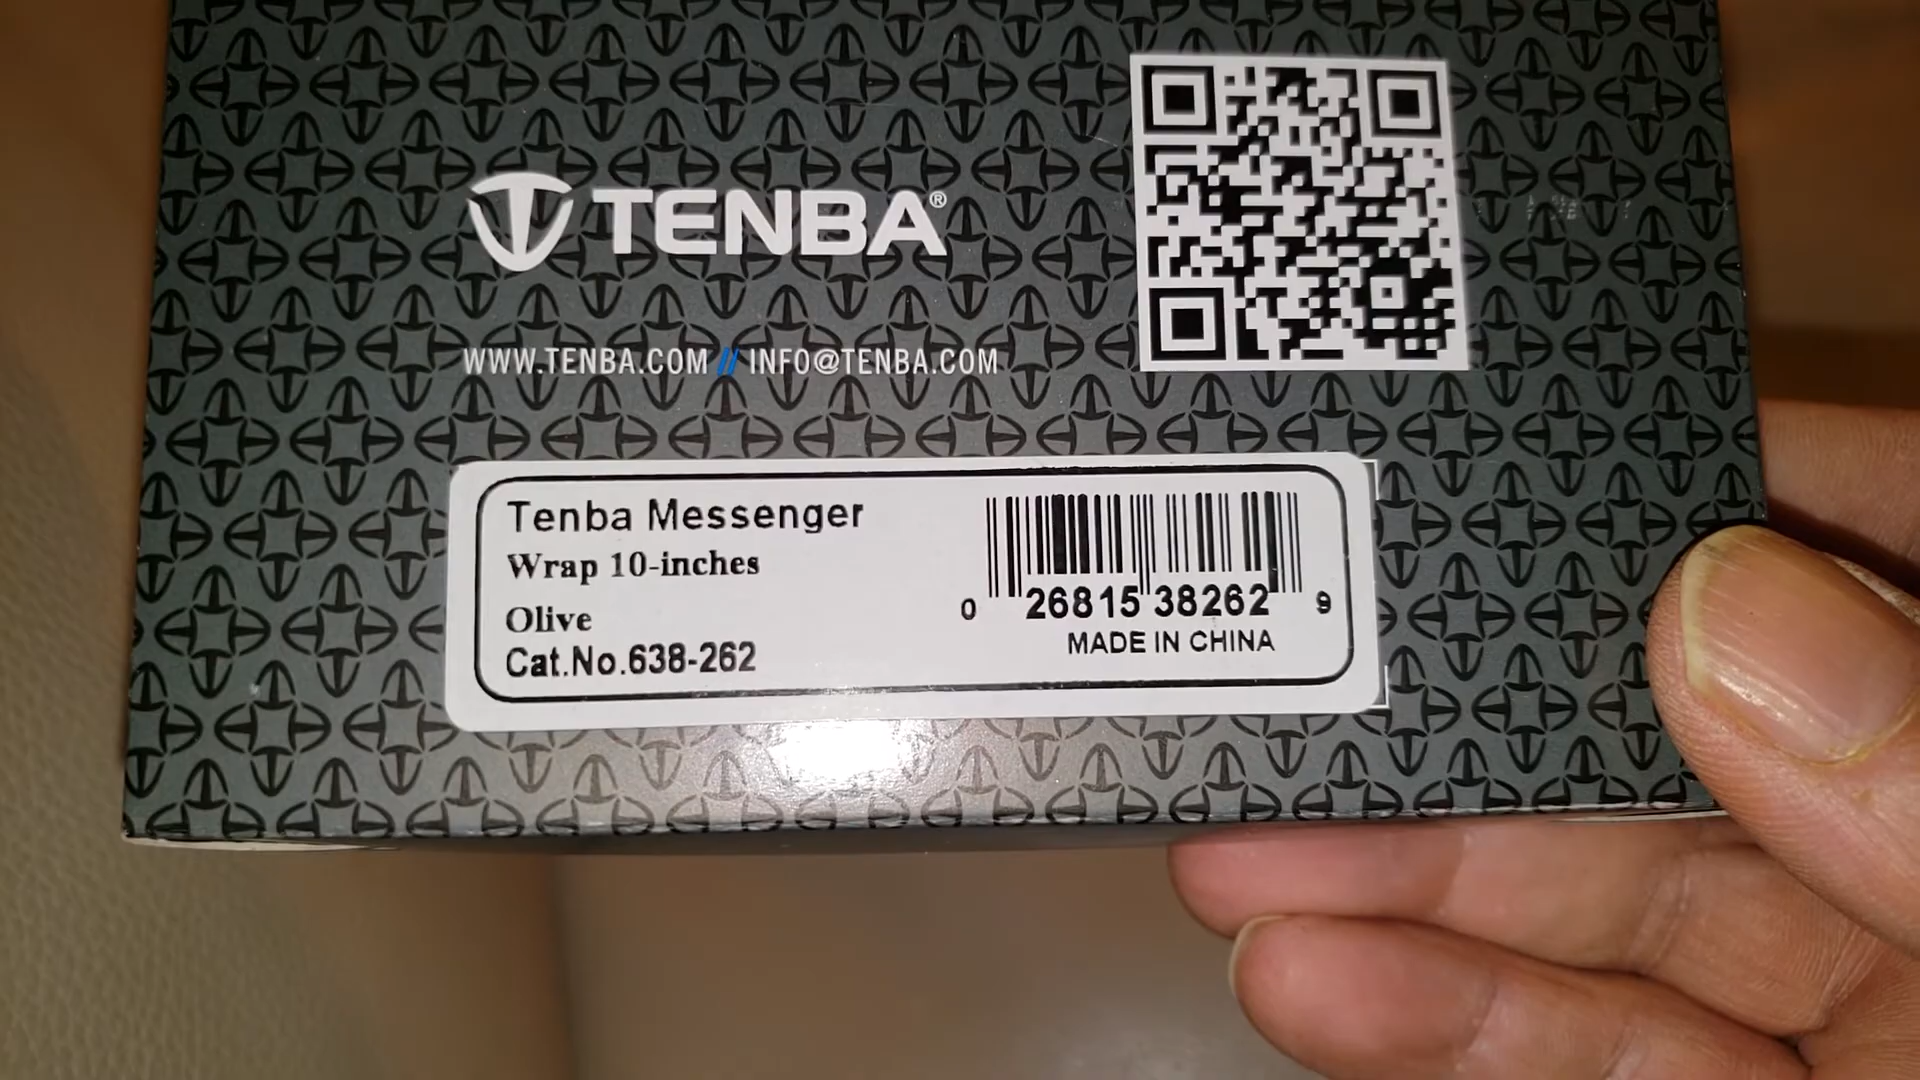 TENBA®
WWW.TENBA.COM // INFO@TENBA.COM
Tenba Messenger
Wrap 10-inches
Olive
Cat.No.638-262
0 26815 38262 9
MADE IN CHINA